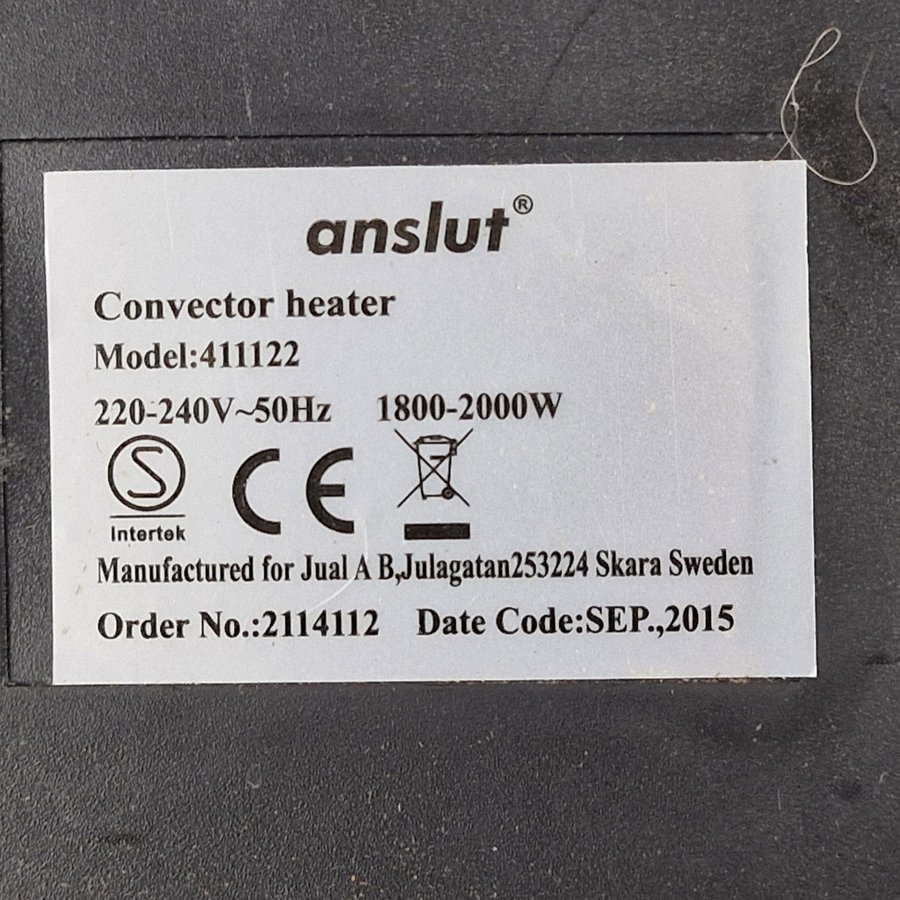 anslut®
Convector heater
Model:411122
220-240V~50Hz 1800-2000W
S
Intertek
CE
Manufactured for Jual A B,Julagatan253224 Skara Sweden
Order No.:2114112 Date Code:SEP.,2015